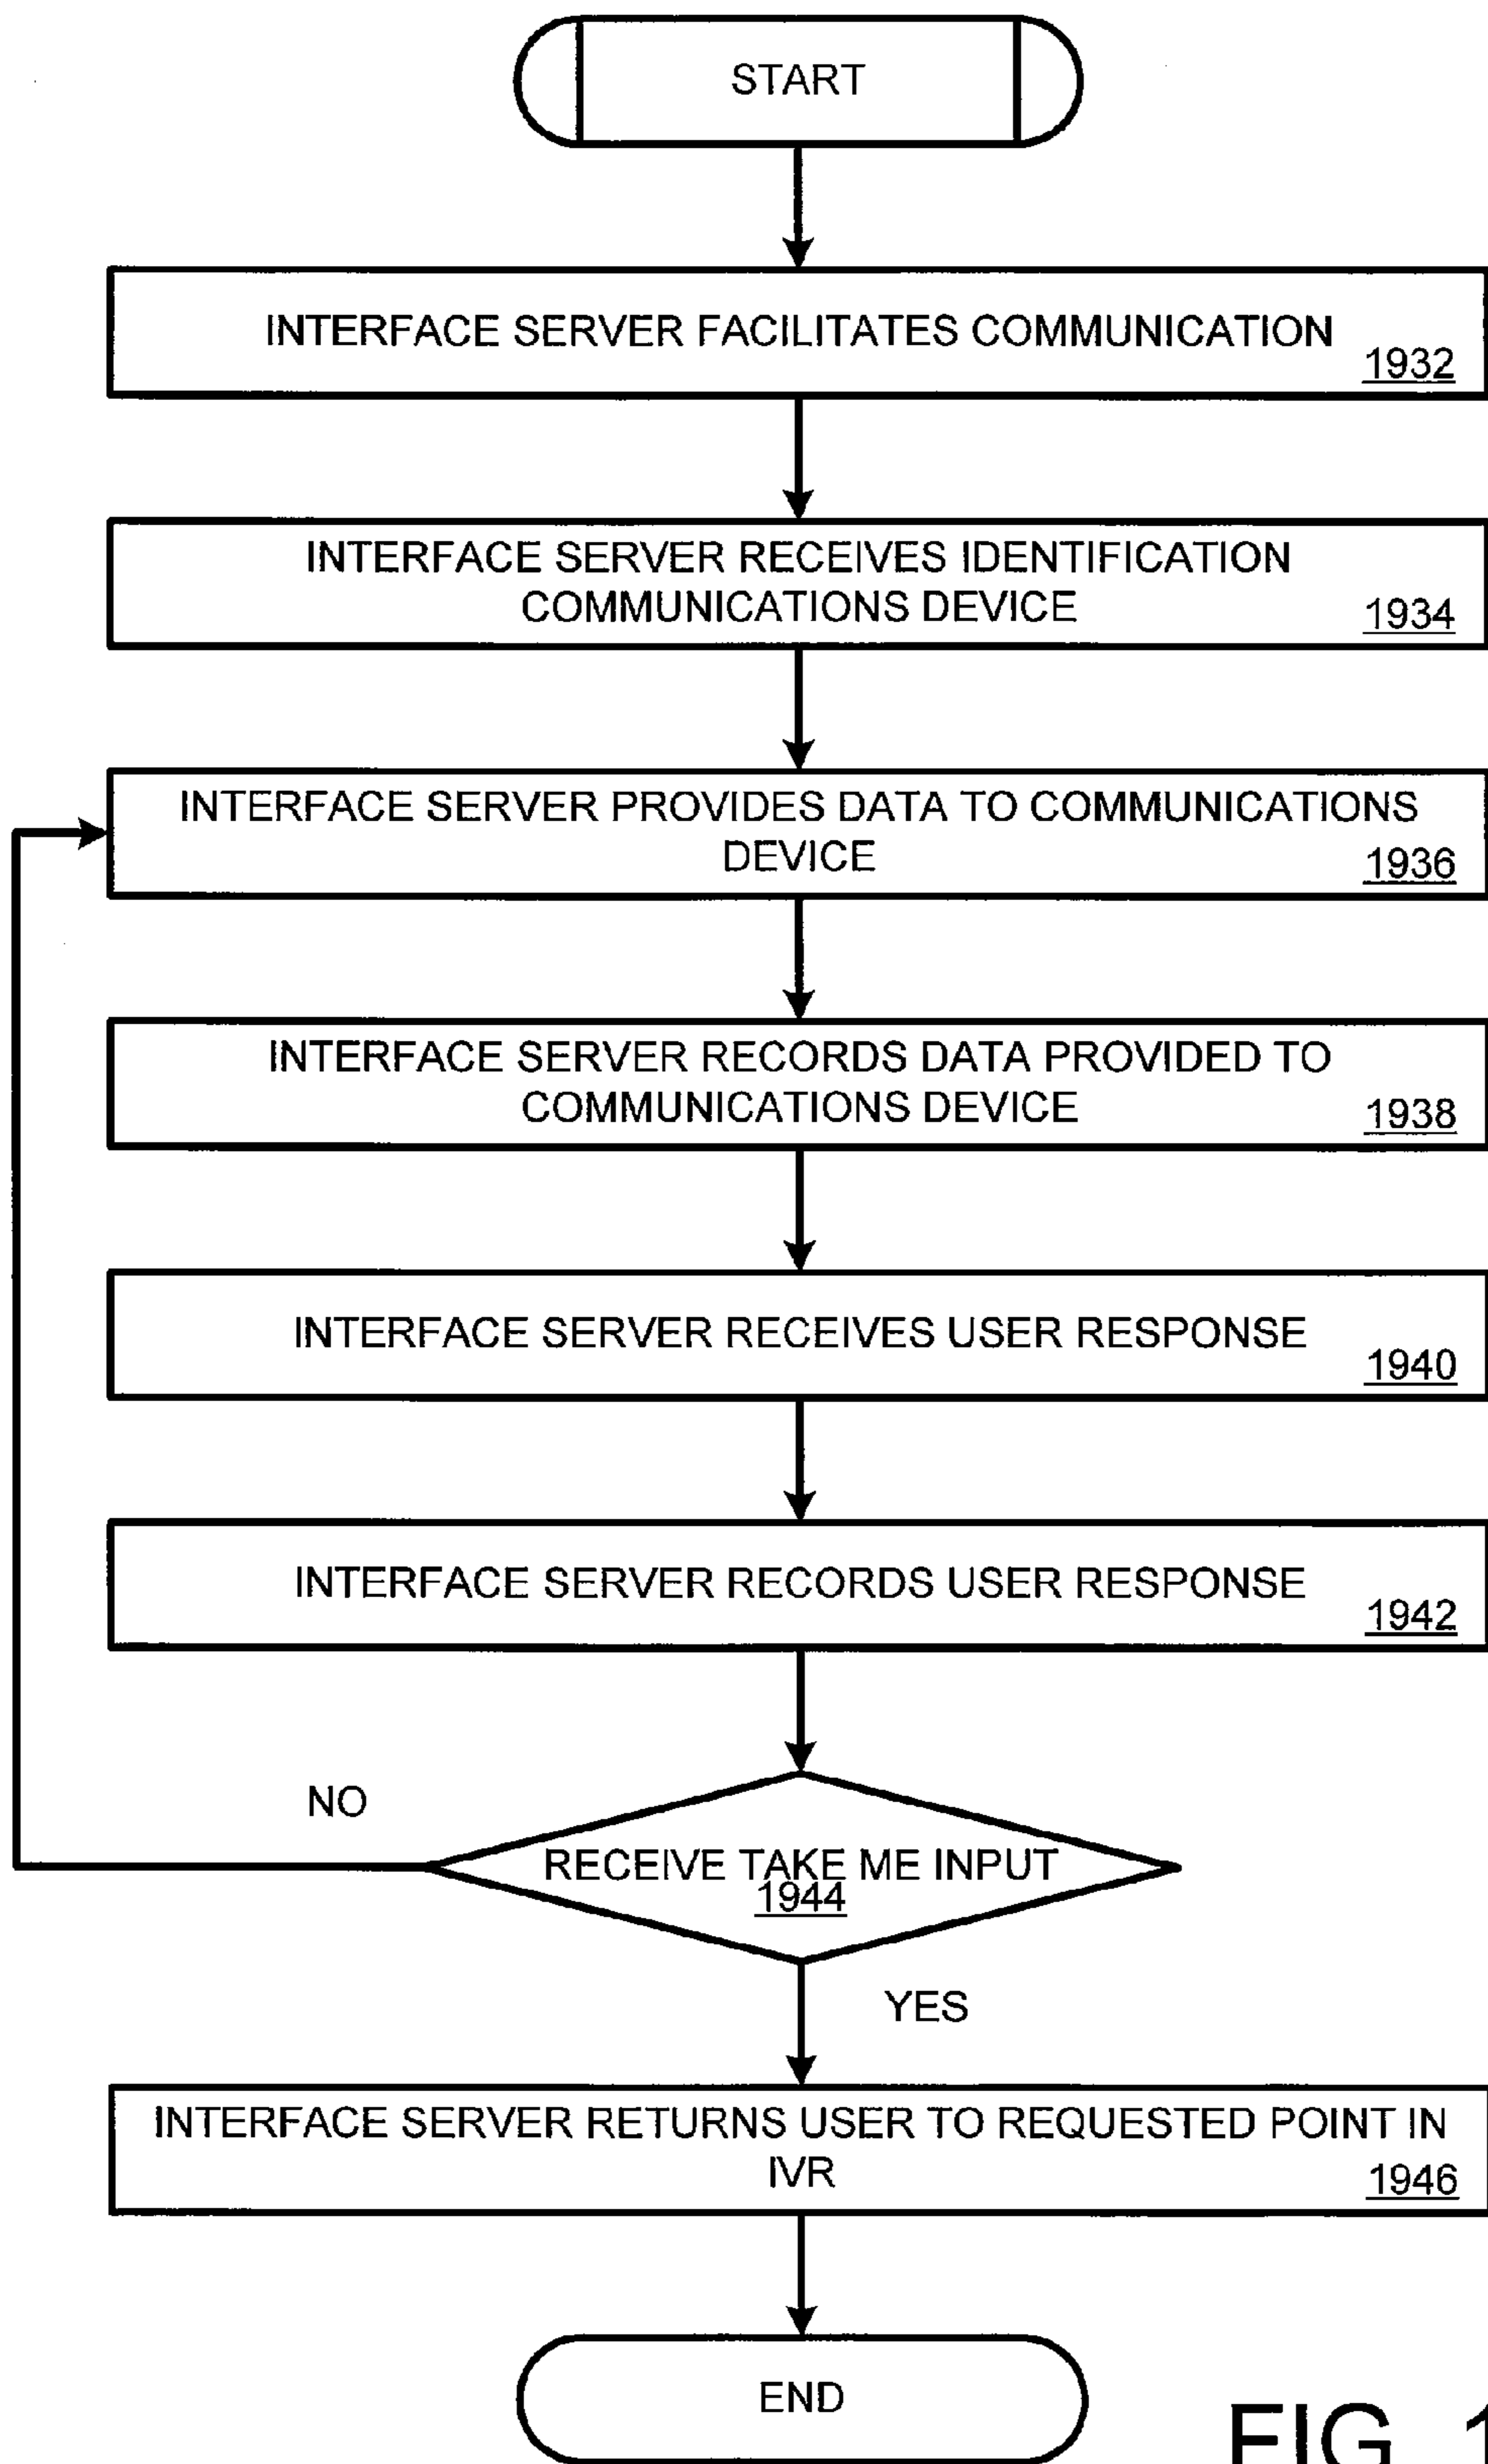 START
INTERFACE SERVER FACILITATES COMMUNICATION
1932
INTERFACE SERVER RECEIVES IDENTIFICATION
COMMUNICATIONS DEVICE
1934
INTERFACE SERVER PROVIDES DATA TO COMMUNICATIONS
DEVICE
1936
INTERFACE SERVER RECORDS DATA PROVIDED TO
COMMUNICATIONS DEVICE
1938
INTERFACE SERVER RECEIVES USER RESPONSE
1940
INTERFACE SERVER RECORDS USER RESPONSE
1942
NO
RECEIVE TAKE ME INPUT
1944
YES
INTERFACE SERVER RETURNS USER TO REQUESTED POINT IN
IVR
1946
END
FIG.